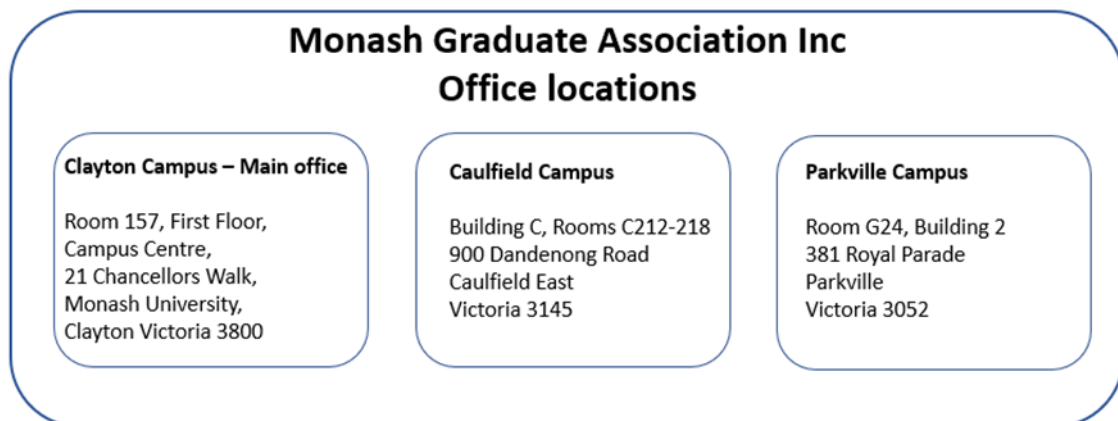 Monash Graduate Association Inc
Office locations
Clayton Campus – Main office
Room 157, First Floor,
Campus Centre,
21 Chancellors Walk,
Monash University,
Clayton Victoria 3800
Caulfield Campus
Building C, Rooms C212-218
900 Dandenong Road
Caulfield East
Victoria 3145
Parkville Campus
Room G24, Building 2
381 Royal Parade
Parkville
Victoria 3052